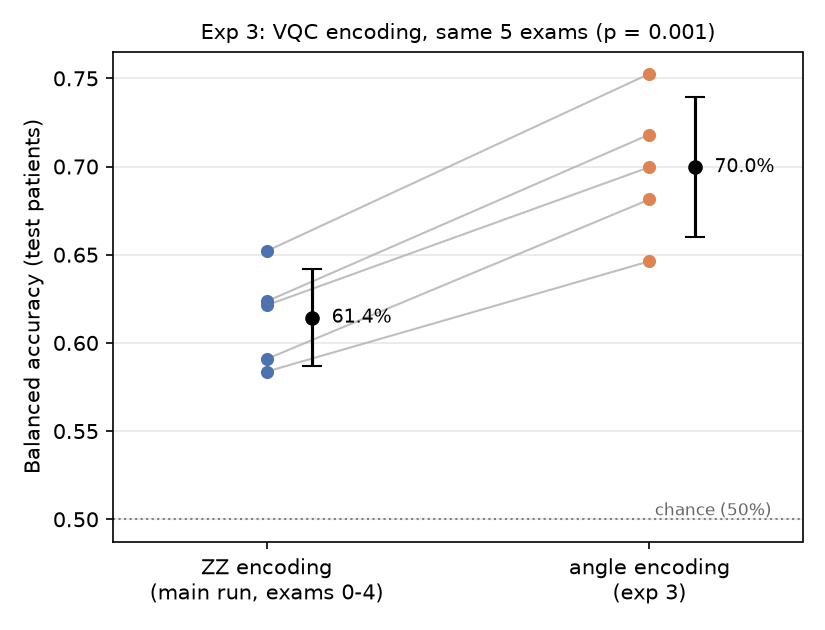 Exp 3: VQC encoding, same 5 exams (p = 0.001)
Balanced accuracy (test patients)
0.75
0.70
0.65
0.60
0.55
0.50
70.0%
61.4%
chance (50%)
ZZ encoding
(main run, exams 0-4)
angle encoding
(exp 3)